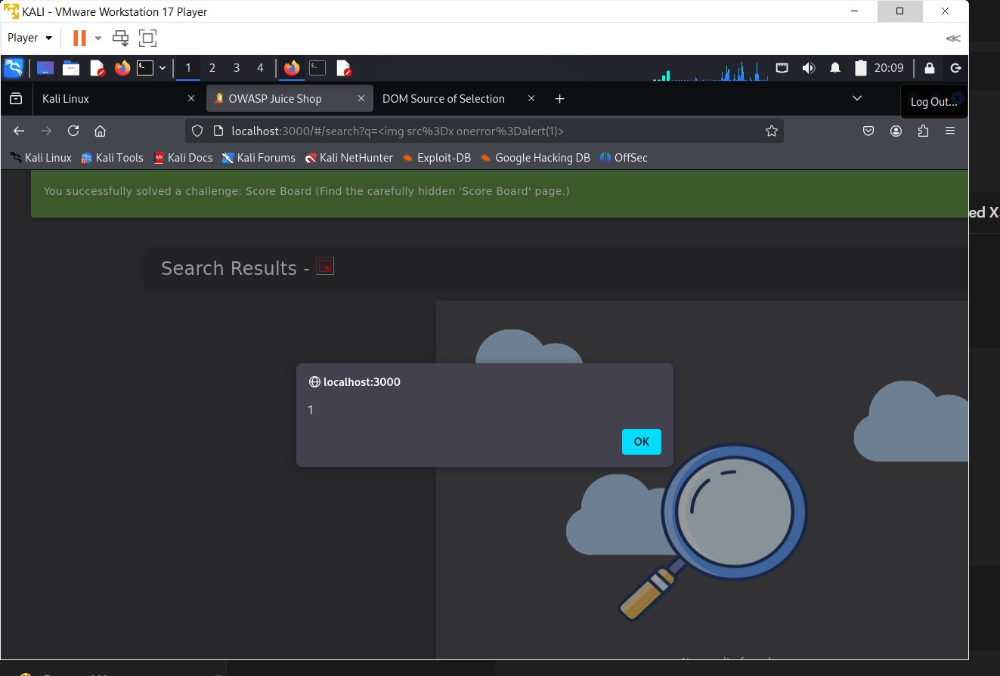 KALI - VMware Workstation 17 Player
Player
1 2 3 4 20:09
Kali Linux OWASP Juice Shop DOM Source of Selection Log Out...
localhost:3000/#/search?q=<img src%3Dx onerror%3Dalert(1)>
Kali Linux Kali Tools Kali Docs Kali Forums Kali NetHunter Exploit-DB Google Hacking DB OffSec
You successfully solved a challenge: Score Board (Find the carefully hidden 'Score Board' page.)
ed X
Search Results -
localhost:3000
1
OK